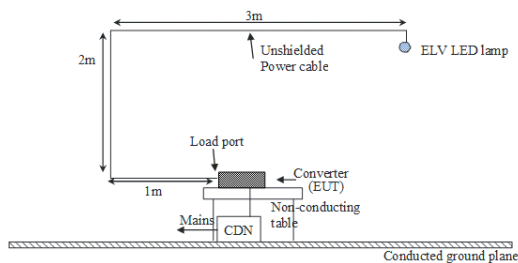 3m
2m
Unshielded
Power cable
ELV LED lamp
Load port
Converter
(EUT)
1m
Non-conducting
table
Mains
CDN
Conducted ground plane